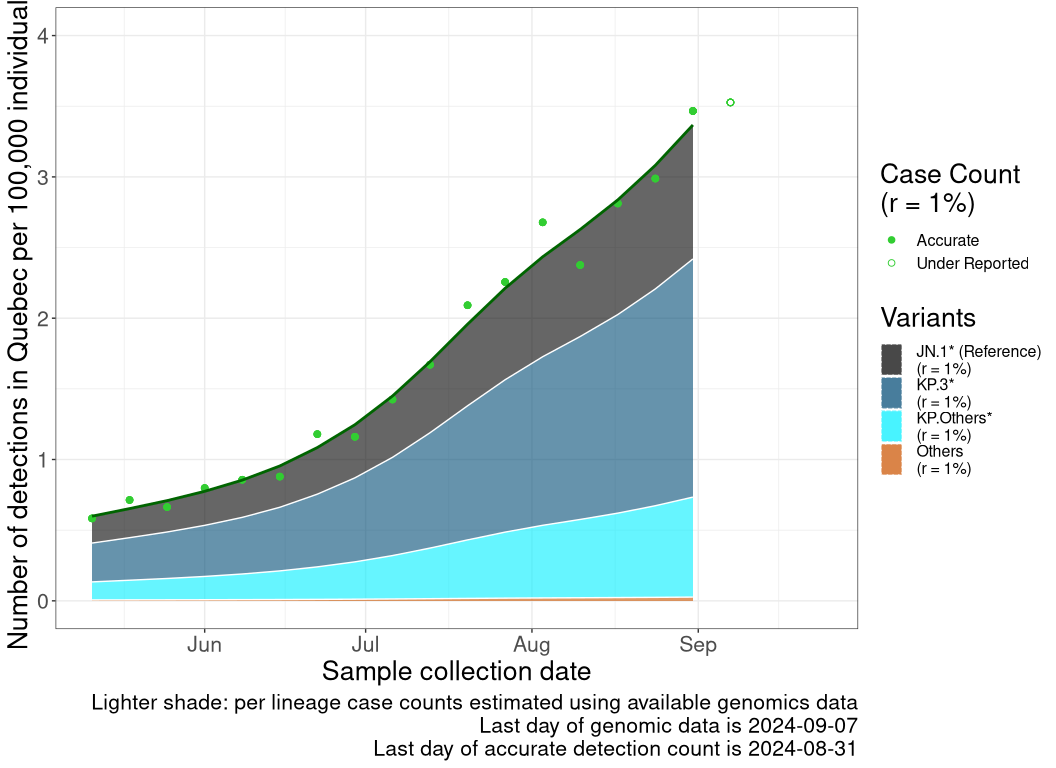 Number of detections in Quebec per 100,000 individual
4
3
2
1
0
Jun
Jul
Aug
Sep
Sample collection date
Lighter shade: per lineage case counts estimated using available genomics data
Last day of genomic data is 2024-09-07
Last day of accurate detection count is 2024-08-31
Case Count
(r = 1%)
Accurate
Under Reported
Variants
JN.1* (Reference)
(r = 1%)
KP.3*
(r = 1%)
KP.Others*
(r = 1%)
Others
(r = 1%)